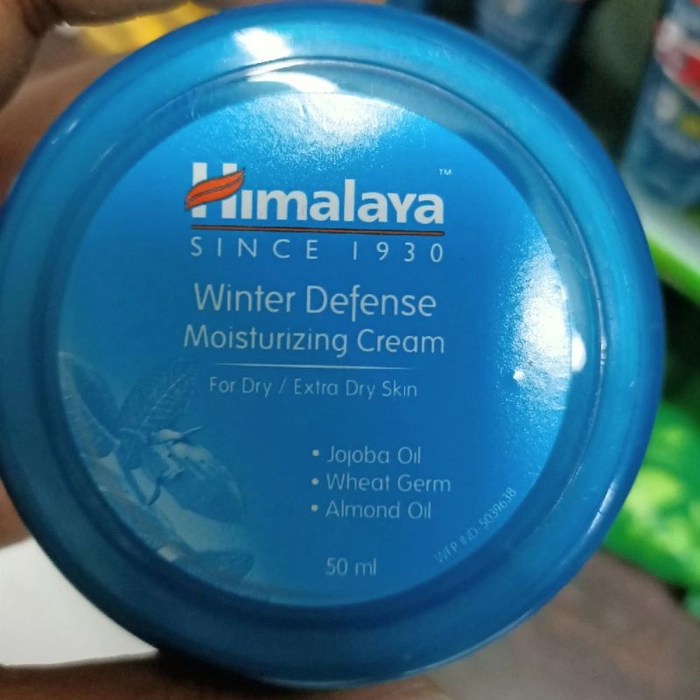 Himalaya™
SINCE 1930
Winter Defense
Moisturizing Cream
For Dry / Extra Dry Skin
• Jojoba Oil
• Wheat Germ
• Almond Oil
50 ml